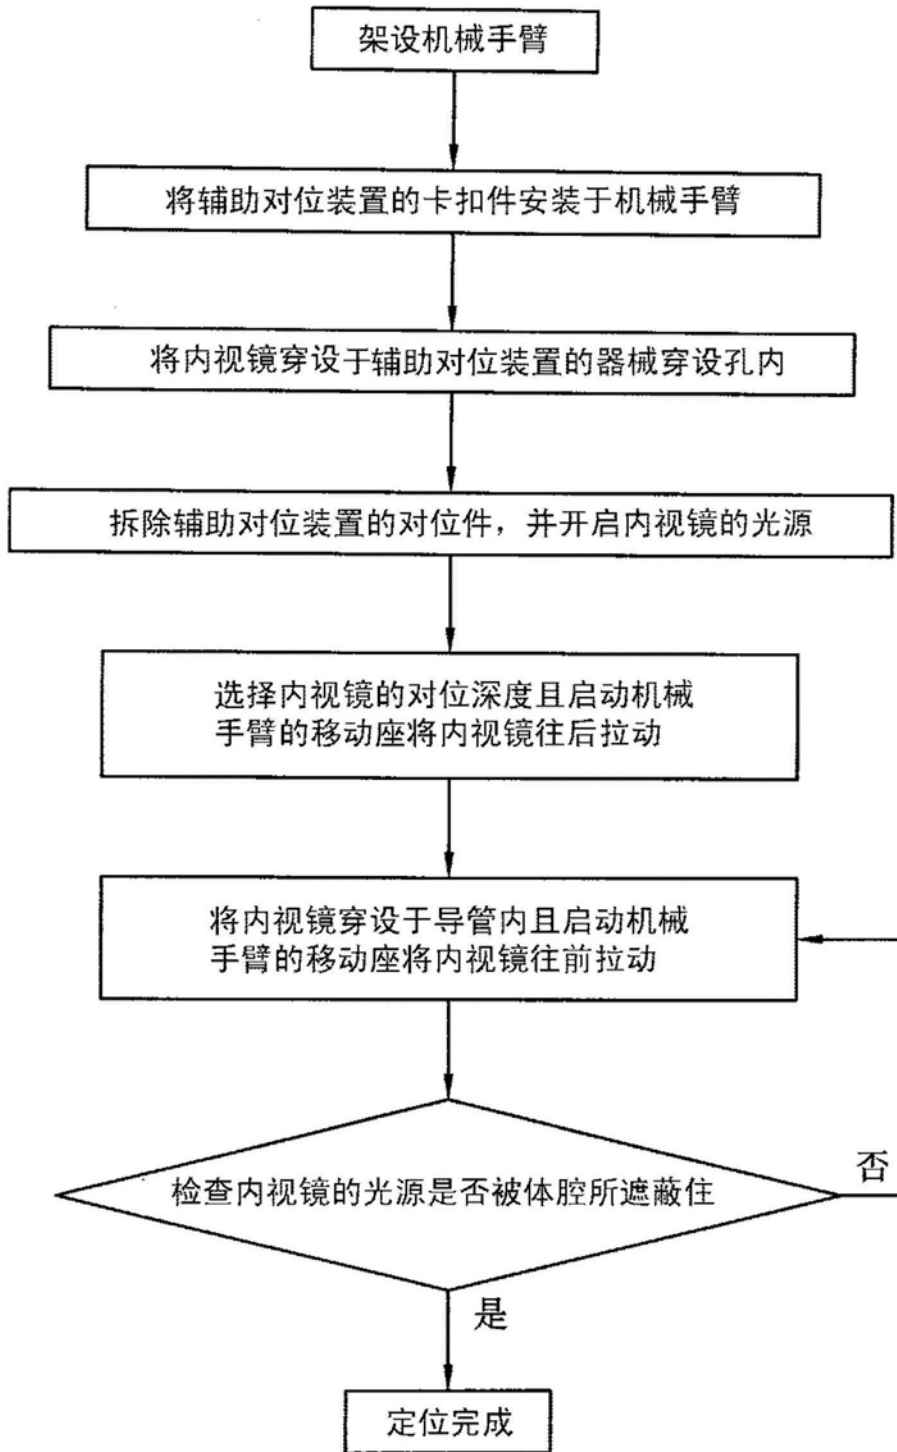 架设机械手臂
将辅助对位装置的卡扣件安装于机械手臂
将内视镜穿设于辅助对位装置的器械穿设孔内
拆除辅助对位装置的对位件，并开启内视镜的光源
选择内视镜的对位深度且启动机械
手臂的移动座将内视镜往后拉动
将内视镜穿设于导管内且启动机械
手臂的移动座将内视镜往前拉动
检查内视镜的光源是否被体腔所遮蔽住
否
是
定位完成